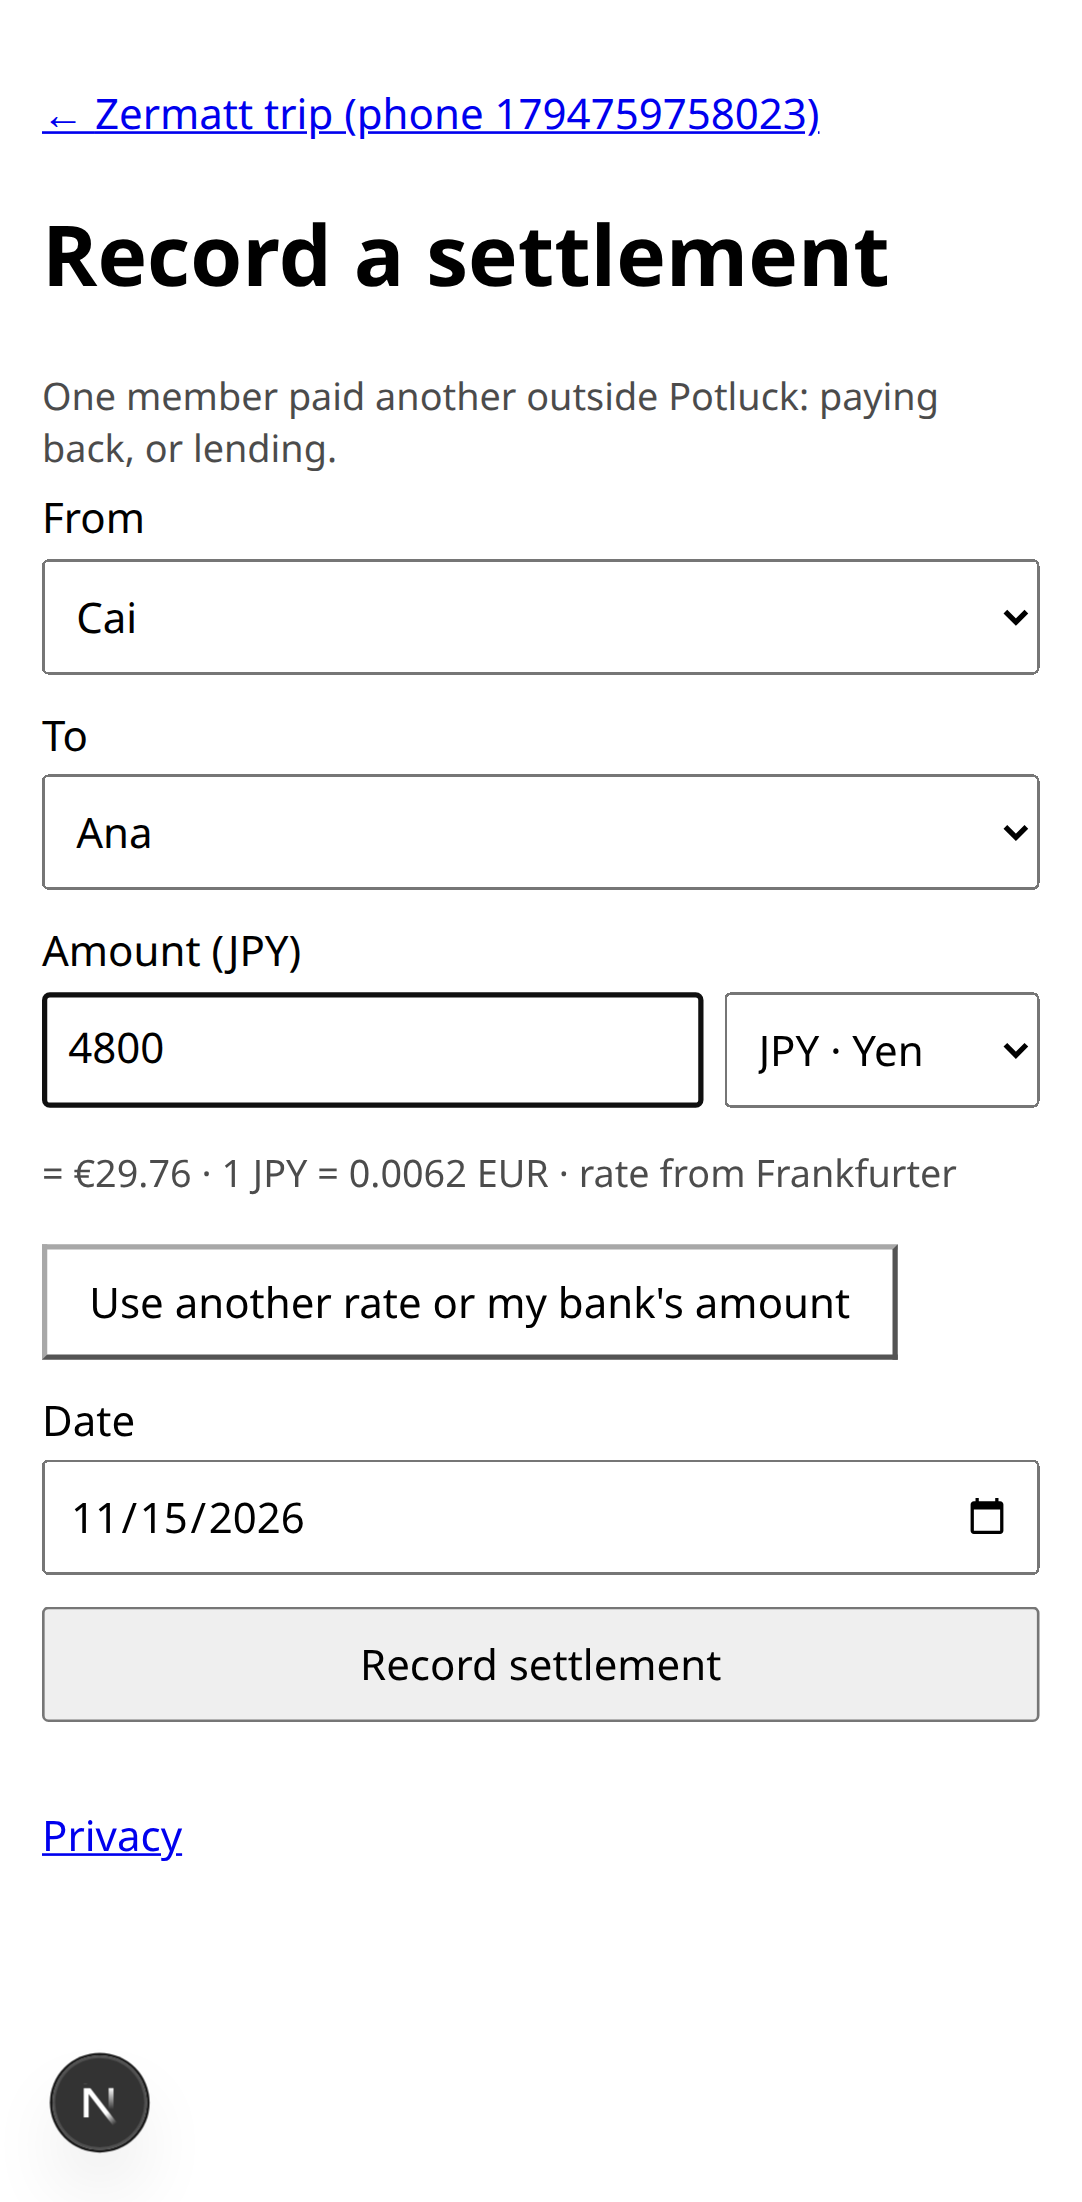 ← Zermatt trip (phone 1794759758023)
Record a settlement
One member paid another outside Potluck: paying
back, or lending.
From
Cai
To
Ana
Amount (JPY)
4800
JPY · Yen
= €29.76 · 1 JPY = 0.0062 EUR · rate from Frankfurter
Use another rate or my bank's amount
Date
11/15/2026
Record settlement
Privacy
N